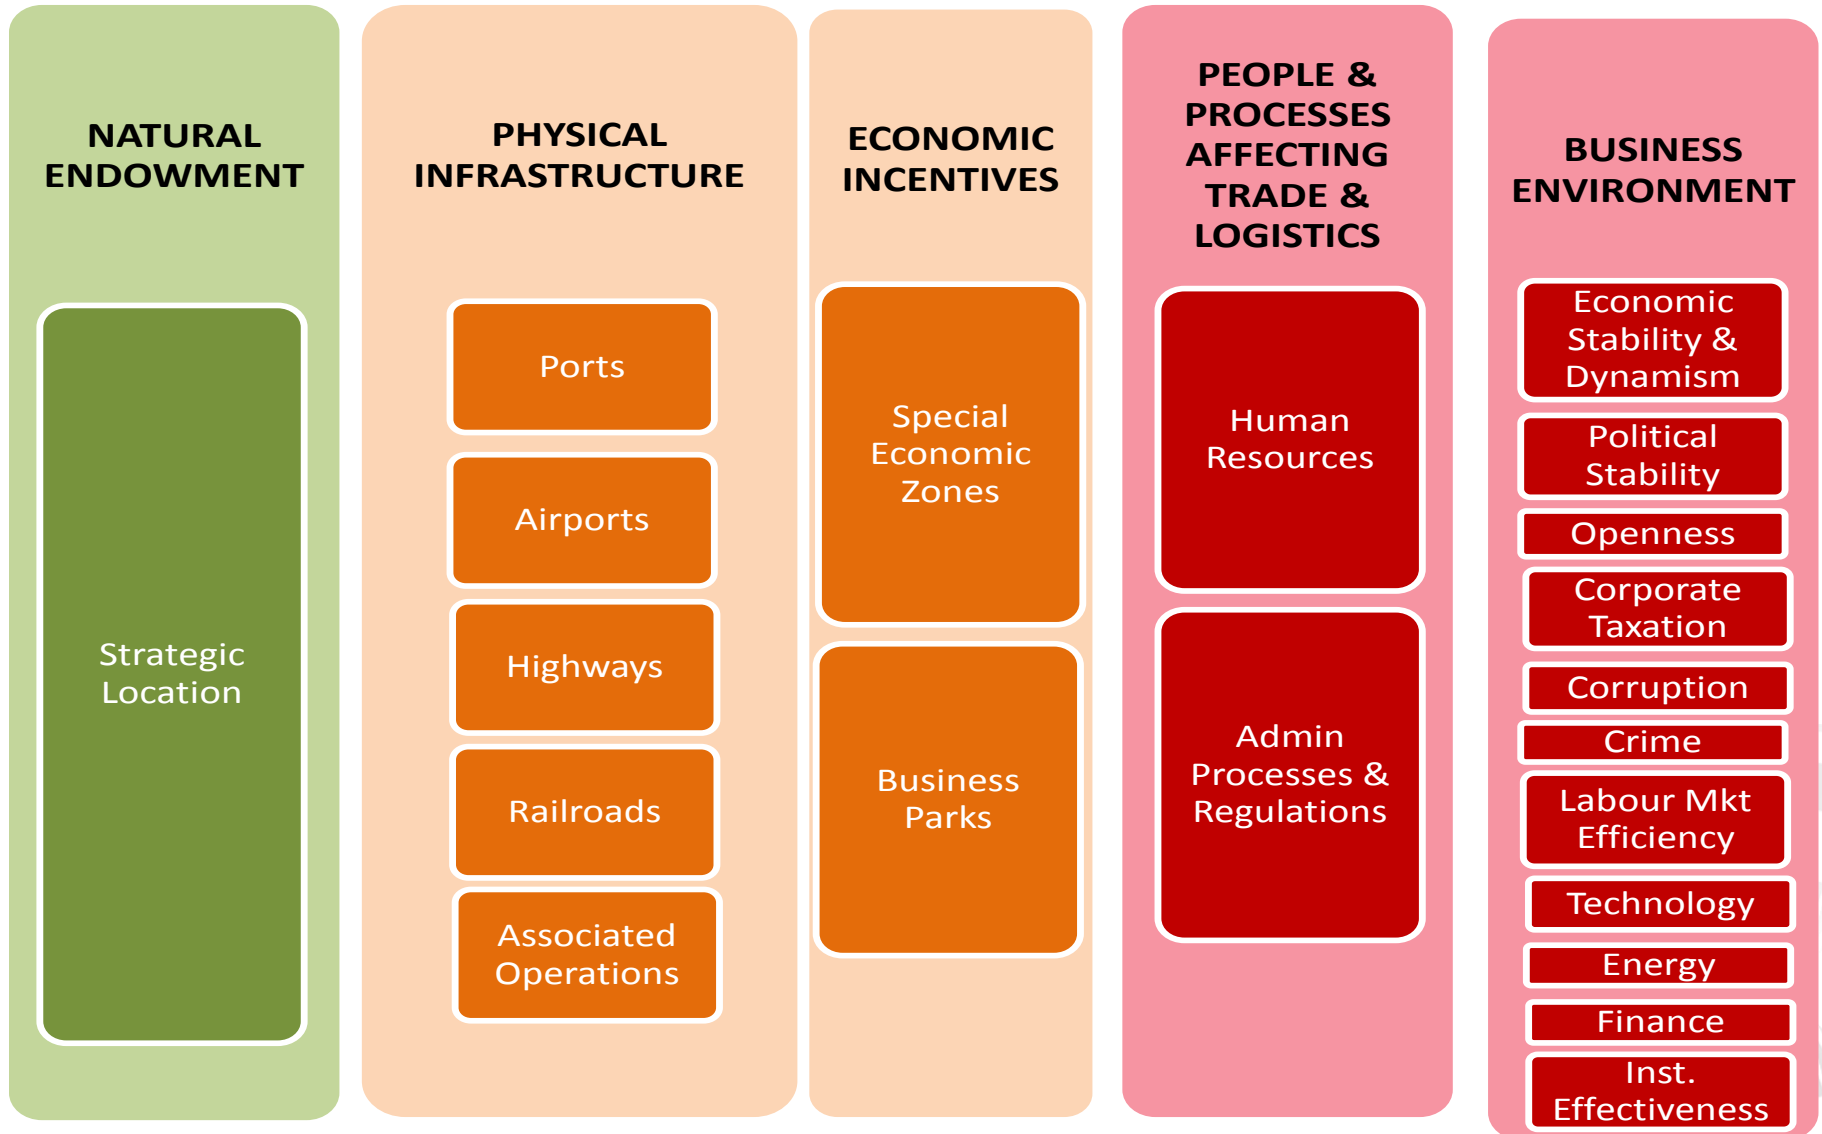 NATURAL
ENDOWMENT
Strategic
Location
PHYSICAL
INFRASTRUCTURE
Ports
Airports
Highways
Railroads
Associated
Operations
ECONOMIC
INCENTIVES
Special
Economic
Zones
Business
Parks
PEOPLE &
PROCESSES
AFFECTING
TRADE &
LOGISTICS
Human
Resources
Admin
Processes &
Regulations
BUSINESS
ENVIRONMENT
Economic
Stability &
Dynamism
Political
Stability
Openness
Corporate
Taxation
Corruption
Crime
Labour Mkt
Efficiency
Technology
Energy
Finance
Inst.
Effectiveness